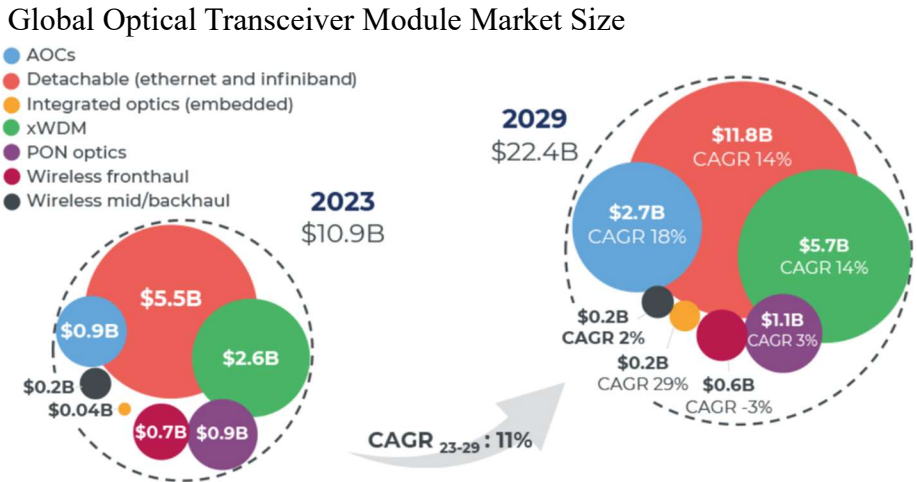 Global Optical Transceiver Module Market Size
AOCs
Detachable (ethernet and infiniband)
Integrated optics (embedded)
xWDM
PON optics
Wireless fronthaul
Wireless mid/backhaul
2023
$10.9B
$5.5B
$0.9B
$2.6B
$0.2B
$0.04B
$0.7B
$0.9B
CAGR 23-29 : 11%
2029
$22.4B
$11.8B
CAGR 14%
$2.7B
CAGR 18%
$5.7B
CAGR 14%
$0.2B
CAGR 2%
$1.1B
CAGR 3%
$0.2B
CAGR 29%
$0.6B
CAGR -3%